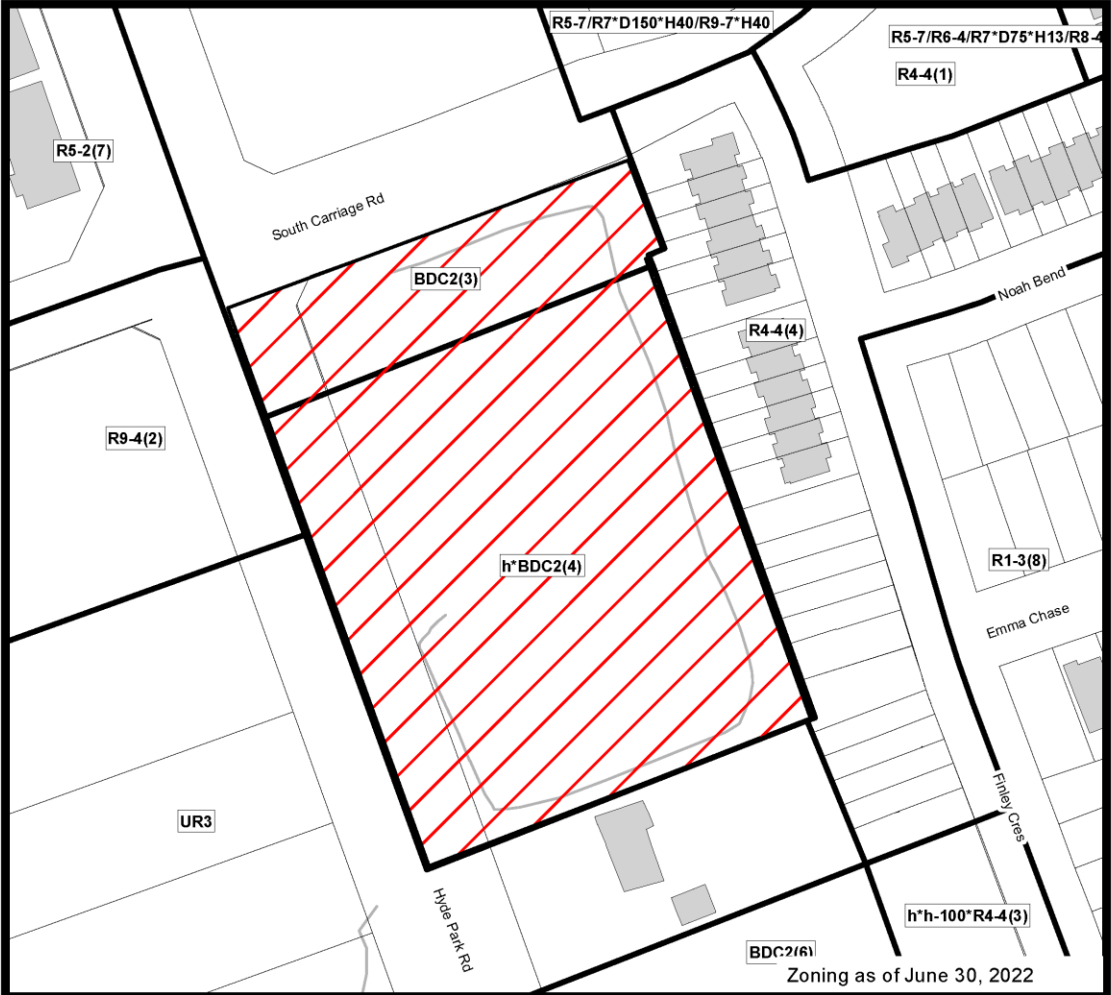 R5-7/R7*D150*H40/R9-7*H40
R5-7/R6-4/R7*D75*H13/R8-4
R4-4(1)
R5-2(7)
South Carriage Rd
BDC2(3)
Noah Bend
R4-4(4)
R9-4(2)
h*BDC2(4)
R1-3(8)
Emma Chase
UR3
Finley Cres
Hyde Park Rd
h*h-100*R4-4(3)
BDC2(6)
Zoning as of June 30, 2022